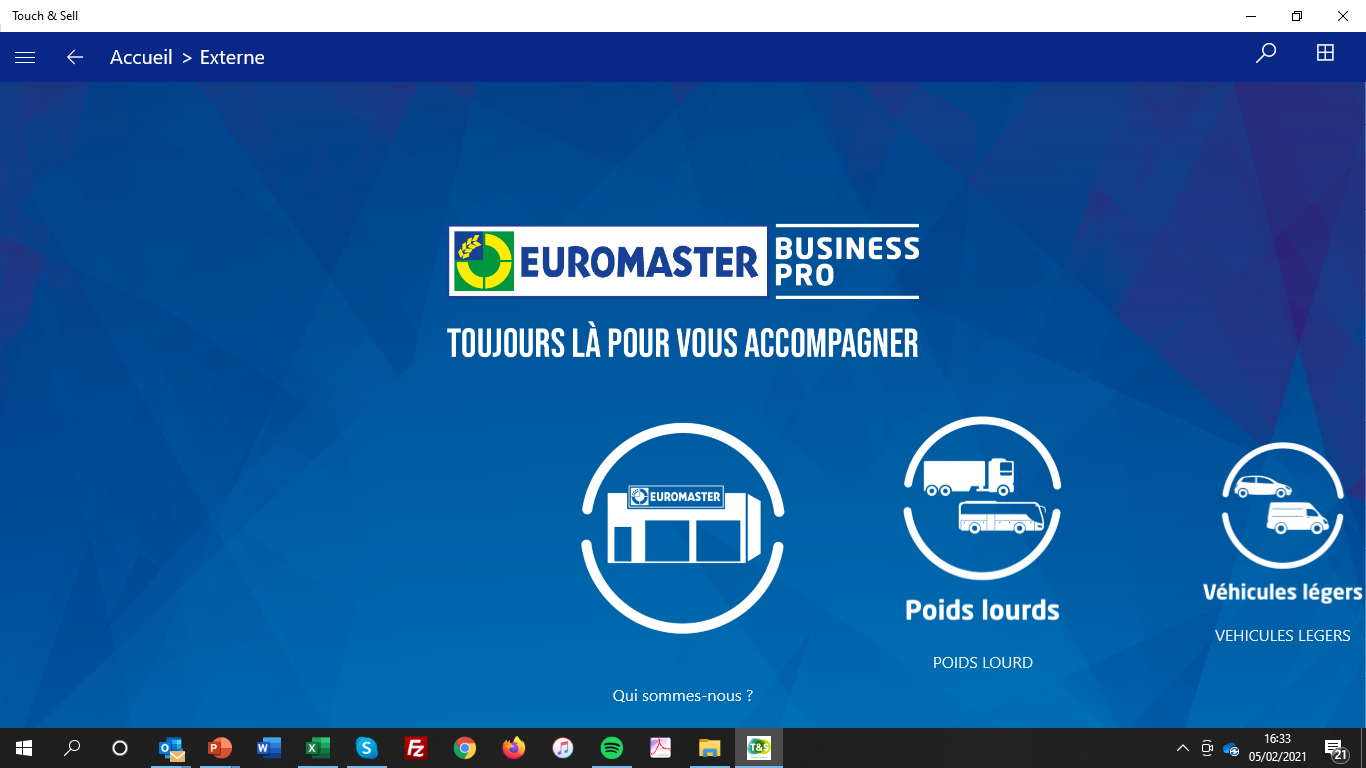 Touch & Sell
Accueil > Externe
EUROMASTER
BUSINESS
PRO
TOUJOURS LÀ POUR VOUS ACCOMPAGNER
EUROMASTER
Poids lourds
Véhicules légers
VEHICULES LEGERS
POIDS LOURD
Qui sommes-nous ?
T&S
16:33
05/02/2021
21